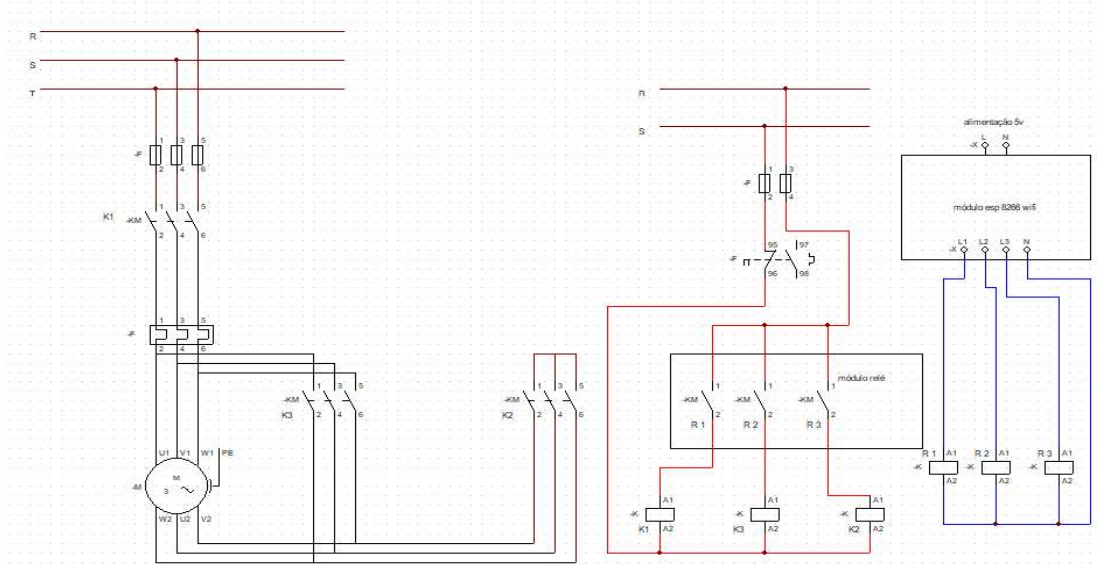 R
S
T
1 3 5
-F
2 4 6
K1 -KM
1 3 5
2 4 6
1 3 5
-F
2 4 6
1 3 5
-KM
K3
2 4 6
1 3 5
-KM
K2
2 4 6
U1 V1 W1 PE
M
-M
3
W2 U2 V2
R
S
1 3
-F
2 4
95 97
-F
96 98
módulo relé
1 1 1
-KM -KM -KM
2 2 2
R 1 R 2 R 3
A1 A1 A1
-K -K -K
K1 A2 K3 A2 K2 A2
alimentação 5v
L N
-X
módulo esp 8266 wifi
L1 L2 L3 N
-X
R 1 A1 R 2 A1 R 3 A1
-K -K -K
A2 A2 A2